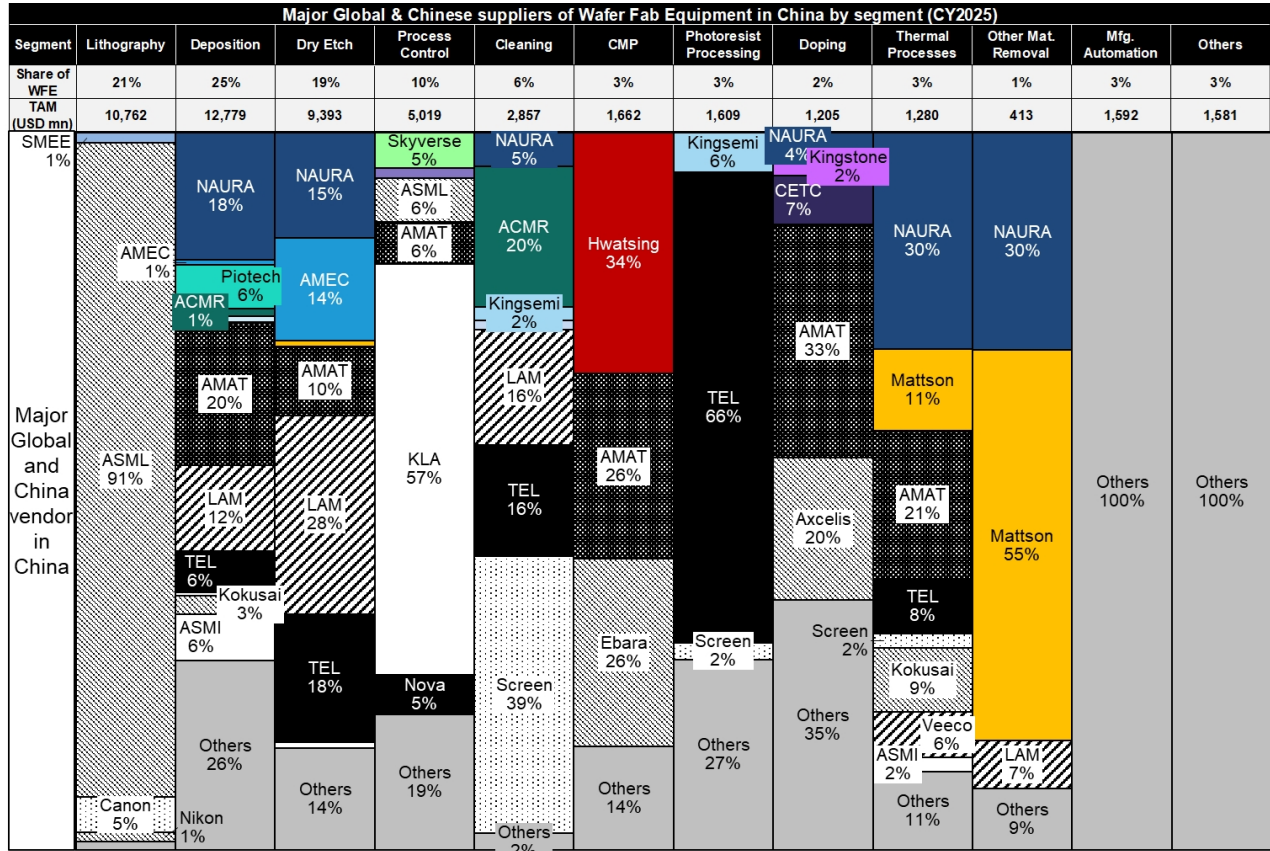 Major Global & Chinese suppliers of Wafer Fab Equipment in China by segment (CY2025)
Segment Lithography Deposition Dry Etch Process Control Cleaning CMP Photoresist Processing Doping Thermal Processes Other Mat. Removal Mfg. Automation Others
Share of WFE 21% 25% 19% 10% 6% 3% 3% 2% 3% 1% 3% 3%
TAM (USD mn) 10,762 12,779 9,393 5,019 2,857 1,662 1,609 1,205 1,280 413 1,592 1,581
Major
Global
and
China
vendor
in
China
SMEE
1%
ASML
91%
Canon
5%
Nikon
1%
NAURA
18%
AMEC
1%
Piotech
6%
ACMR
1%
AMAT
20%
LAM
12%
TEL
6%
Kokusai
3%
ASMI
6%
Others
26%
NAURA
15%
AMEC
14%
AMAT
10%
LAM
28%
TEL
18%
Others
14%
Skyverse
5%
ASML
6%
AMAT
6%
KLA
57%
Nova
5%
Others
19%
NAURA
5%
ACMR
20%
Kingsemi
2%
LAM
16%
TEL
16%
Screen
39%
Others
2%
Hwatsing
34%
AMAT
26%
Ebara
26%
Others
14%
Kingsemi
6%
TEL
66%
Screen
2%
Others
27%
NAURA
4%
Kingstone
2%
CETC
7%
AMAT
33%
Axcelis
20%
Others
35%
NAURA
30%
Mattson
11%
AMAT
21%
TEL
8%
Screen
2%
Kokusai
9%
Veeco
6%
ASMI
2%
Others
11%
NAURA
30%
Mattson
55%
LAM
7%
Others
9%
Others
100%
Others
100%